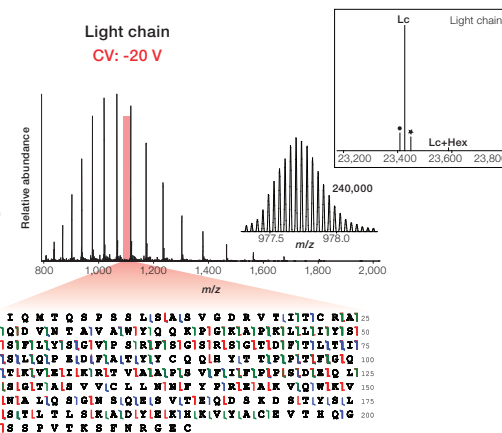 Light chain
CV: -20 V
Relative abundance
800 1,000 1,200 1,400 1,600 1,800 2,000
m/z
240,000
977.5 978.0
m/z
Lc
Light chain
Lc+Hex
23,200 23,400 23,600 23,800
I Q M T Q S P S S L S A S V G D R V T I T C R A 25
Q D V N T A V A W Y Q Q K P G K A P K L L I Y S 50
S F L Y S G V P S R F S G S R S G T D F T L T I 75
S L Q P E D F A T Y Y C Q Q H Y T T P P T F G Q 100
T K V E I K R T V A A P S V F I F P P S D E Q L 125
S G T A S V V C L L N N F Y P R E A K V Q W K V 150
N A L Q S G N S Q E S V T E Q D S K D S T Y S L 175
S T L T L S K A D Y E K H K V Y A C E V T H Q G 200
S S P V T K S F N R G E C